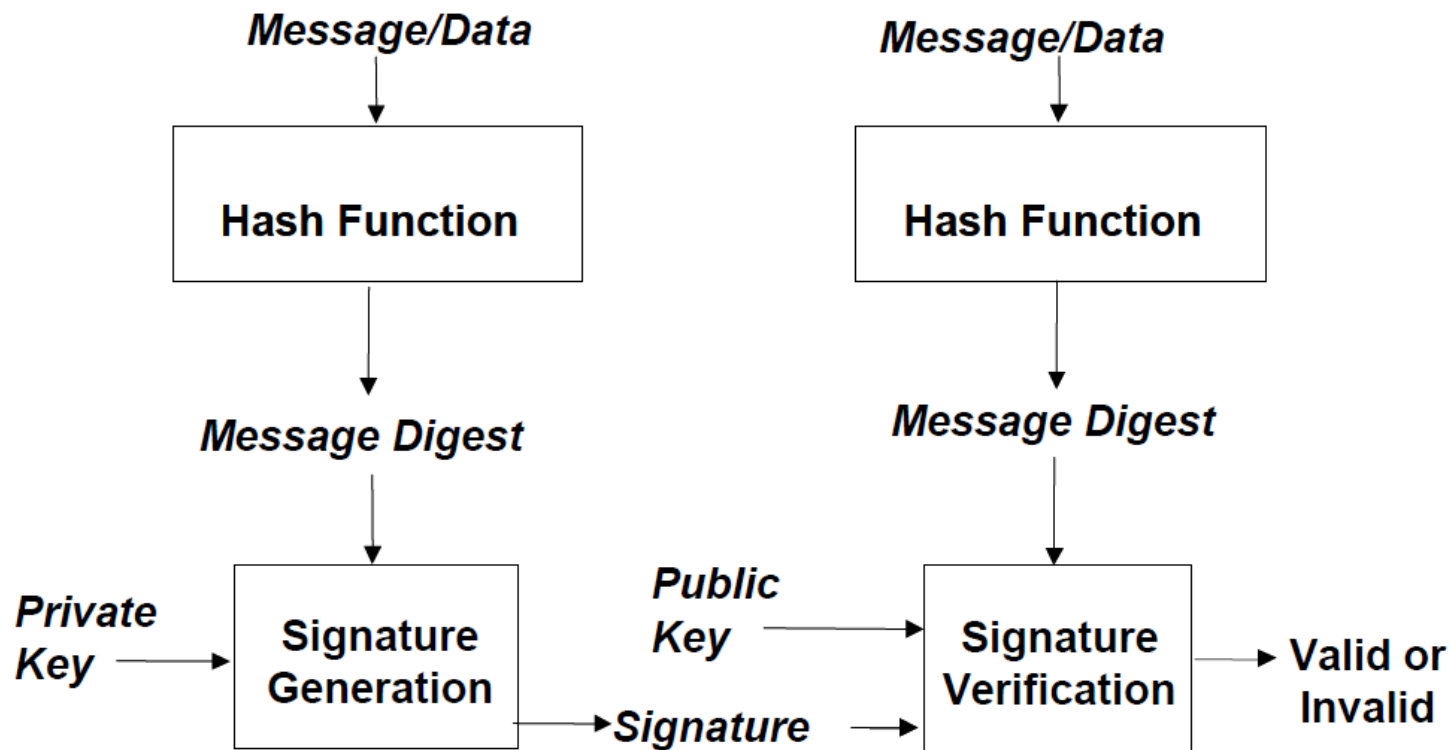 Message/Data
Hash Function
Message Digest
Private
Key
Signature
Generation
Message/Data
Hash Function
Message Digest
Public
Key
Signature
Signature
Verification
Valid or
Invalid